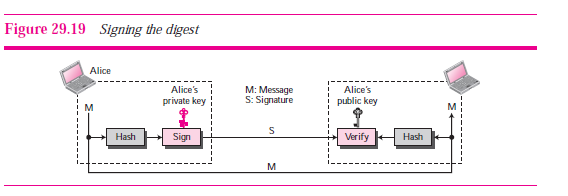 Figure 29.19 Signing the digest
Alice
Alice's
private key
M: Message
S: Signature
Alice's
public key
M
M
Hash
Sign
S
Verify
Hash
M